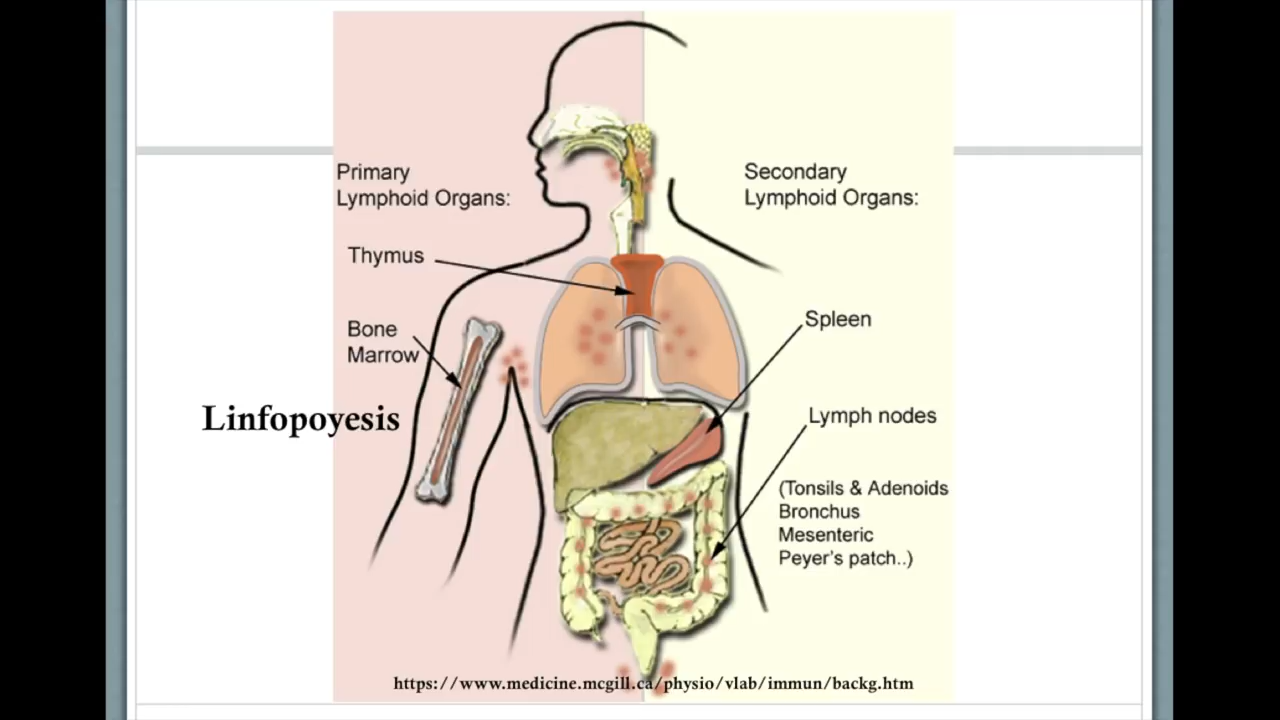 Primary
Lymphoid Organs:
Thymus
Bone
Marrow
Linfopoyesis
Secondary
Lymphoid Organs:
Spleen
Lymph nodes
(Tonsils & Adenoids
Bronchus
Mesenteric
Peyer's patch..)
https://www.medicine.mcgill.ca/physio/vlab/immun/backg.htm